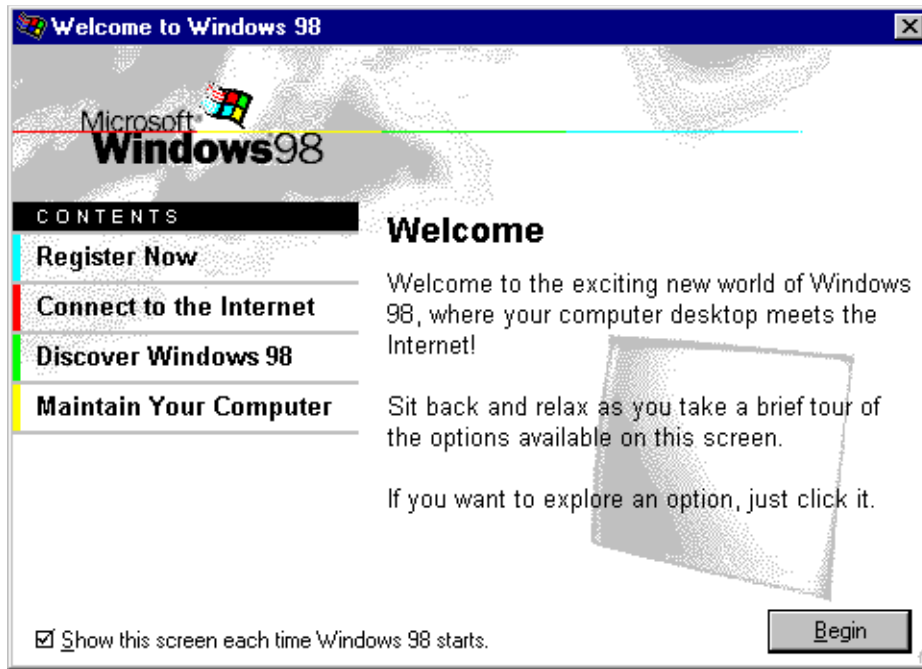 Welcome to Windows 98
Microsoft®
Windows98
CONTENTS
Register Now
Connect to the Internet
Discover Windows 98
Maintain Your Computer
Welcome
Welcome to the exciting new world of Windows
98, where your computer desktop meets the
Internet!
Sit back and relax as you take a brief tour of
the options available on this screen.
If you want to explore an option, just click it.
Show this screen each time Windows 98 starts.
Begin